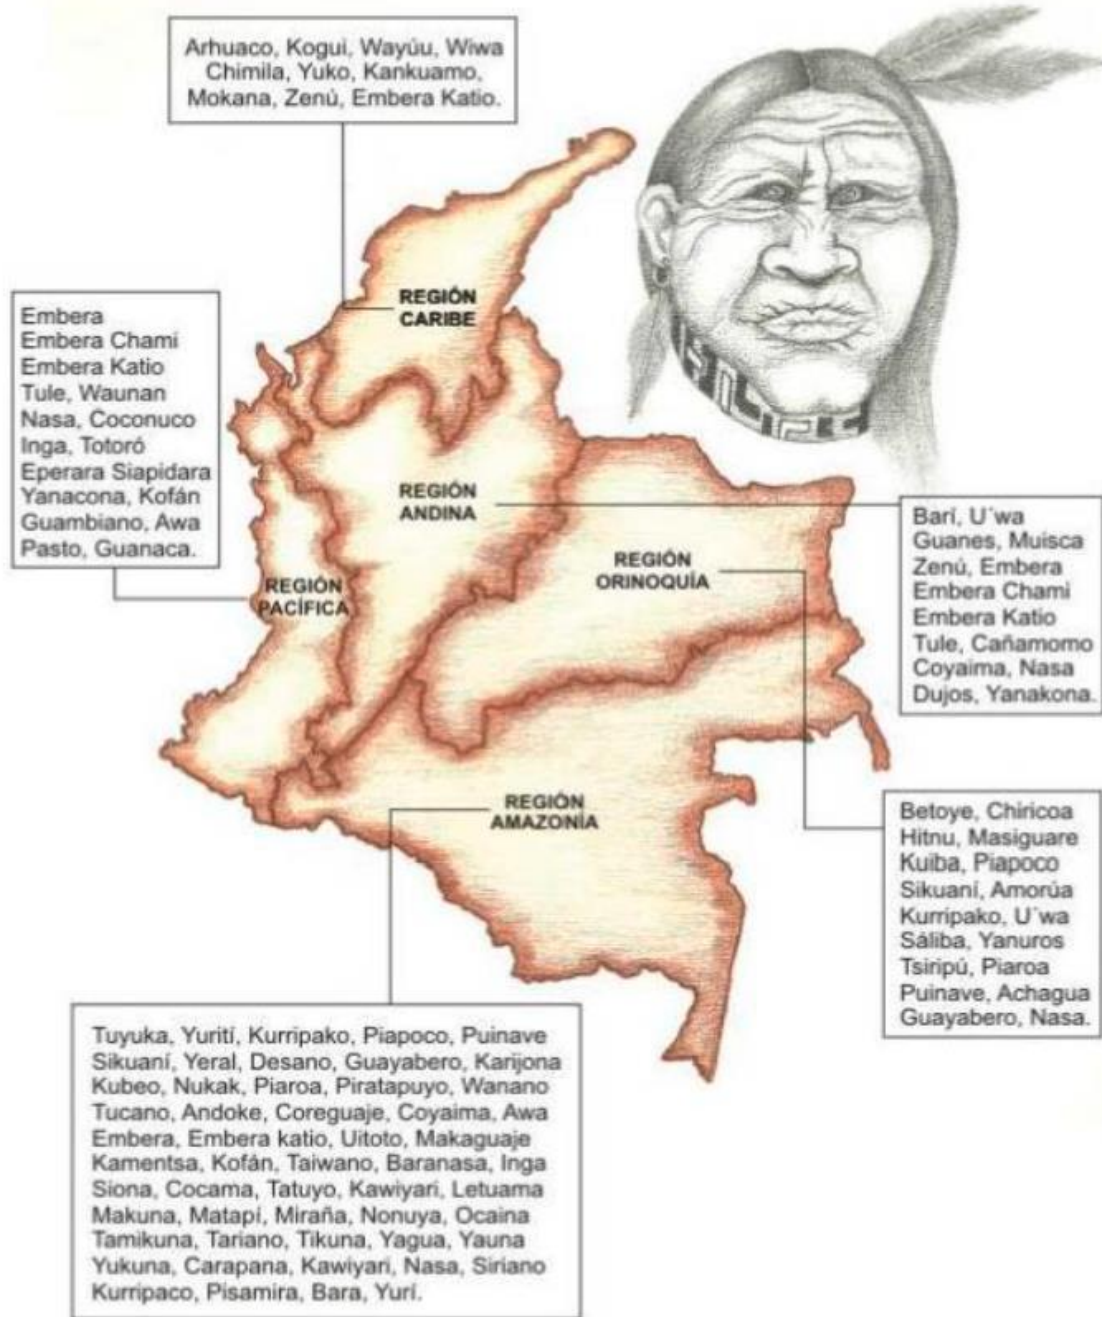 Arhuaco, Kogui, Wayúu, Wiwa
Chimila, Yuko, Kankuamo,
Mokana, Zenú, Embera Katio.
REGIÓN
CARIBE
Embera
Embera Chami
Embera Katio
Tule, Waunan
Nasa, Coconuco
Inga, Totoró
Eperara Siapidara
Yanacona, Kofán
Guambiano, Awa
Pasto, Guanaca.
REGIÓN
ANDINA
REGIÓN
PACÍFICA
REGIÓN
ORINOQUÍA
Barí, U´wa
Guanes, Muisca
Zenú, Embera
Embera Chami
Embera Katio
Tule, Cañamomo
Coyaima, Nasa
Dujos, Yanakona.
REGIÓN
AMAZONÍA
Betoye, Chiricoa
Hitnu, Masiguare
Kuiba, Piapoco
Sikuaní, Amorúa
Kurripako, U´wa
Sáliba, Yanuros
Tsiripú, Piaroa
Puinave, Achagua
Guayabero, Nasa.
Tuyuka, Yurití, Kurripako, Piapoco, Puinave
Sikuaní, Yeral, Desano, Guayabero, Karijona
Kubeo, Nukak, Piaroa, Piratapuyo, Wanano
Tucano, Andoke, Coreguaje, Coyaima, Awa
Embera, Embera katio, Uitoto, Makaguaje
Kamentsa, Kofán, Taiwano, Baranasa, Inga
Siona, Cocama, Tatuyo, Kawiyari, Letuama
Makuna, Matapí, Miraña, Nonuya, Ocaina
Tamikuna, Tariano, Tikuna, Yagua, Yauna
Yukuna, Carapana, Kawiyari, Nasa, Siriano
Kurripaco, Pisamira, Bara, Yurí.